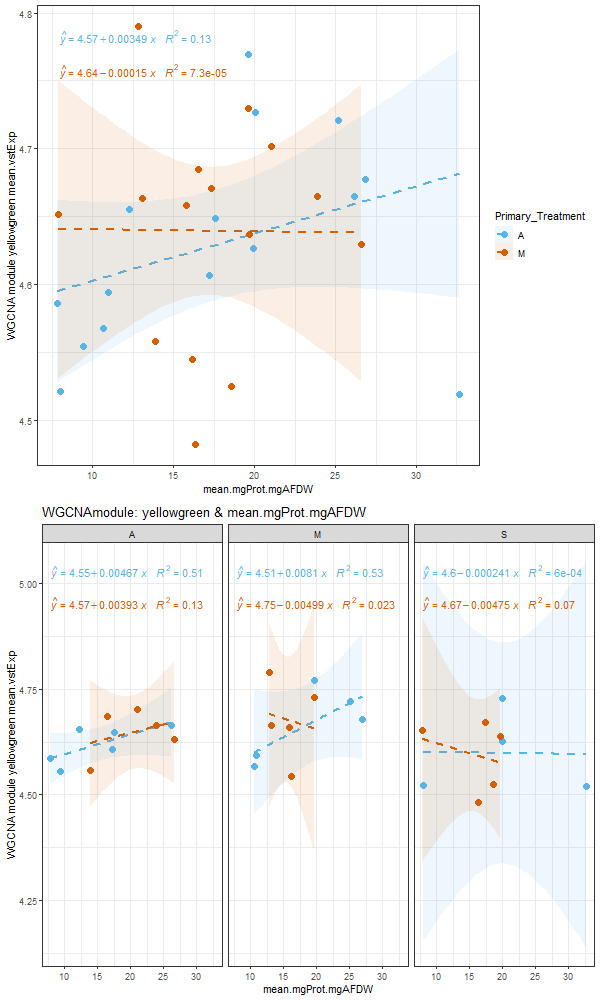 4.8
ŷ = 4.57 + 0.00349 x   R² = 0.13
ŷ = 4.64 − 0.00015 x   R² = 7.3e-05
4.7
4.6
4.5
WGCNA module yellowgreen mean.vstExp
10 15 20 25 30
mean.mgProt.mgAFDW
Primary_Treatment
A
M
WGCNAmodule: yellowgreen & mean.mgProt.mgAFDW
A M S
ŷ = 4.55 + 0.00467 x   R² = 0.51
ŷ = 4.57 + 0.00393 x   R² = 0.13
ŷ = 4.51 + 0.0081 x   R² = 0.53
ŷ = 4.75 − 0.00499 x   R² = 0.023
ŷ = 4.6 − 0.000241 x   R² = 6e-04
ŷ = 4.67 − 0.00475 x   R² = 0.07
5.00
4.75
4.50
4.25
WGCNA module yellowgreen mean.vstExp
10 15 20 25 30 10 15 20 25 30 10 15 20 25 30
mean.mgProt.mgAFDW